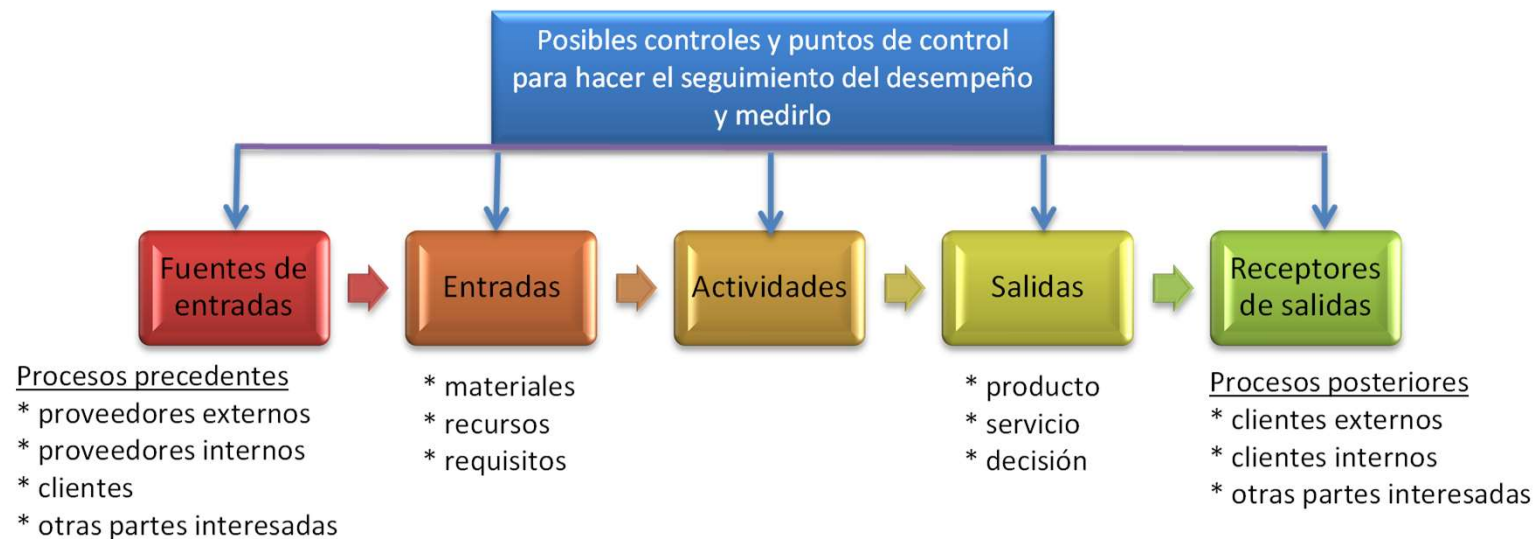 Posibles controles y puntos de control
para hacer el seguimiento del desempeño
y medirlo
Fuentes de
entradas
Entradas
Actividades
Salidas
Receptores
de salidas
Procesos precedentes
* proveedores externos
* proveedores internos
* clientes
* otras partes interesadas
* materiales
* recursos
* requisitos
* producto
* servicio
* decisión
Procesos posteriores
* clientes externos
* clientes internos
* otras partes interesadas